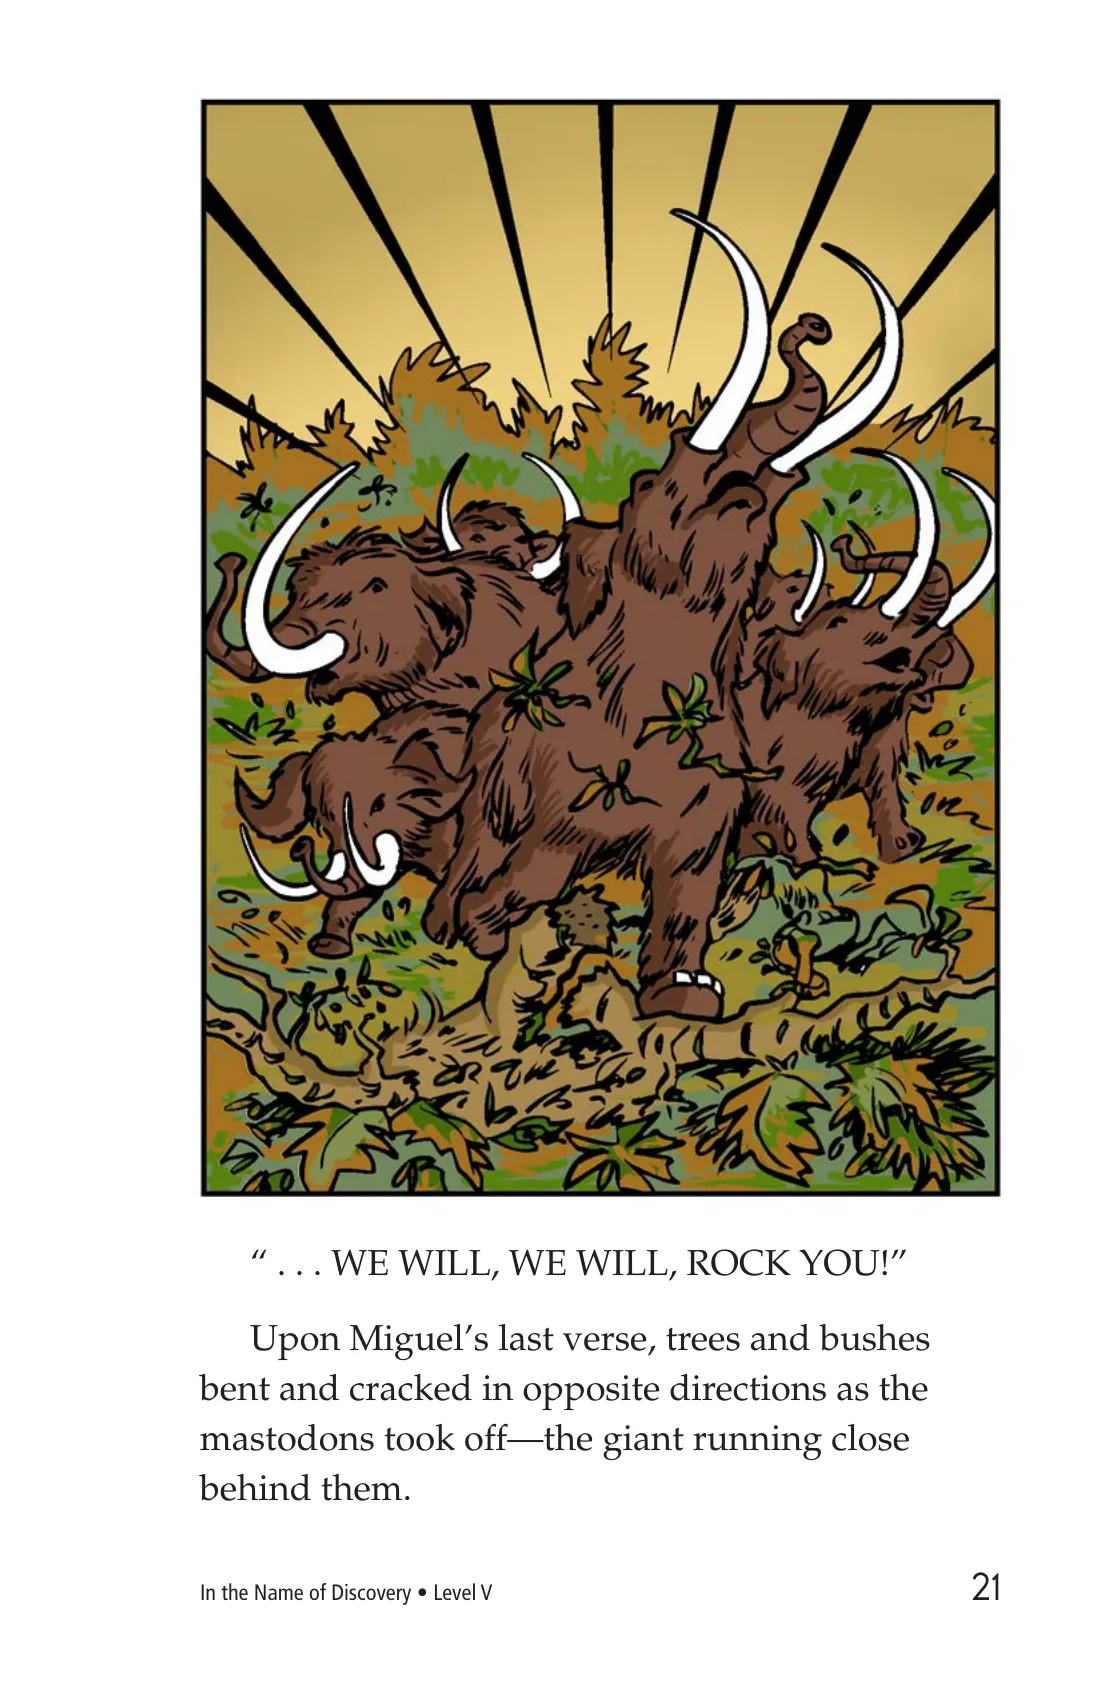 “ . . . WE WILL, WE WILL, ROCK YOU!”
Upon Miguel’s last verse, trees and bushes
bent and cracked in opposite directions as the
mastodons took off—the giant running close
behind them.
In the Name of Discovery • Level V
21